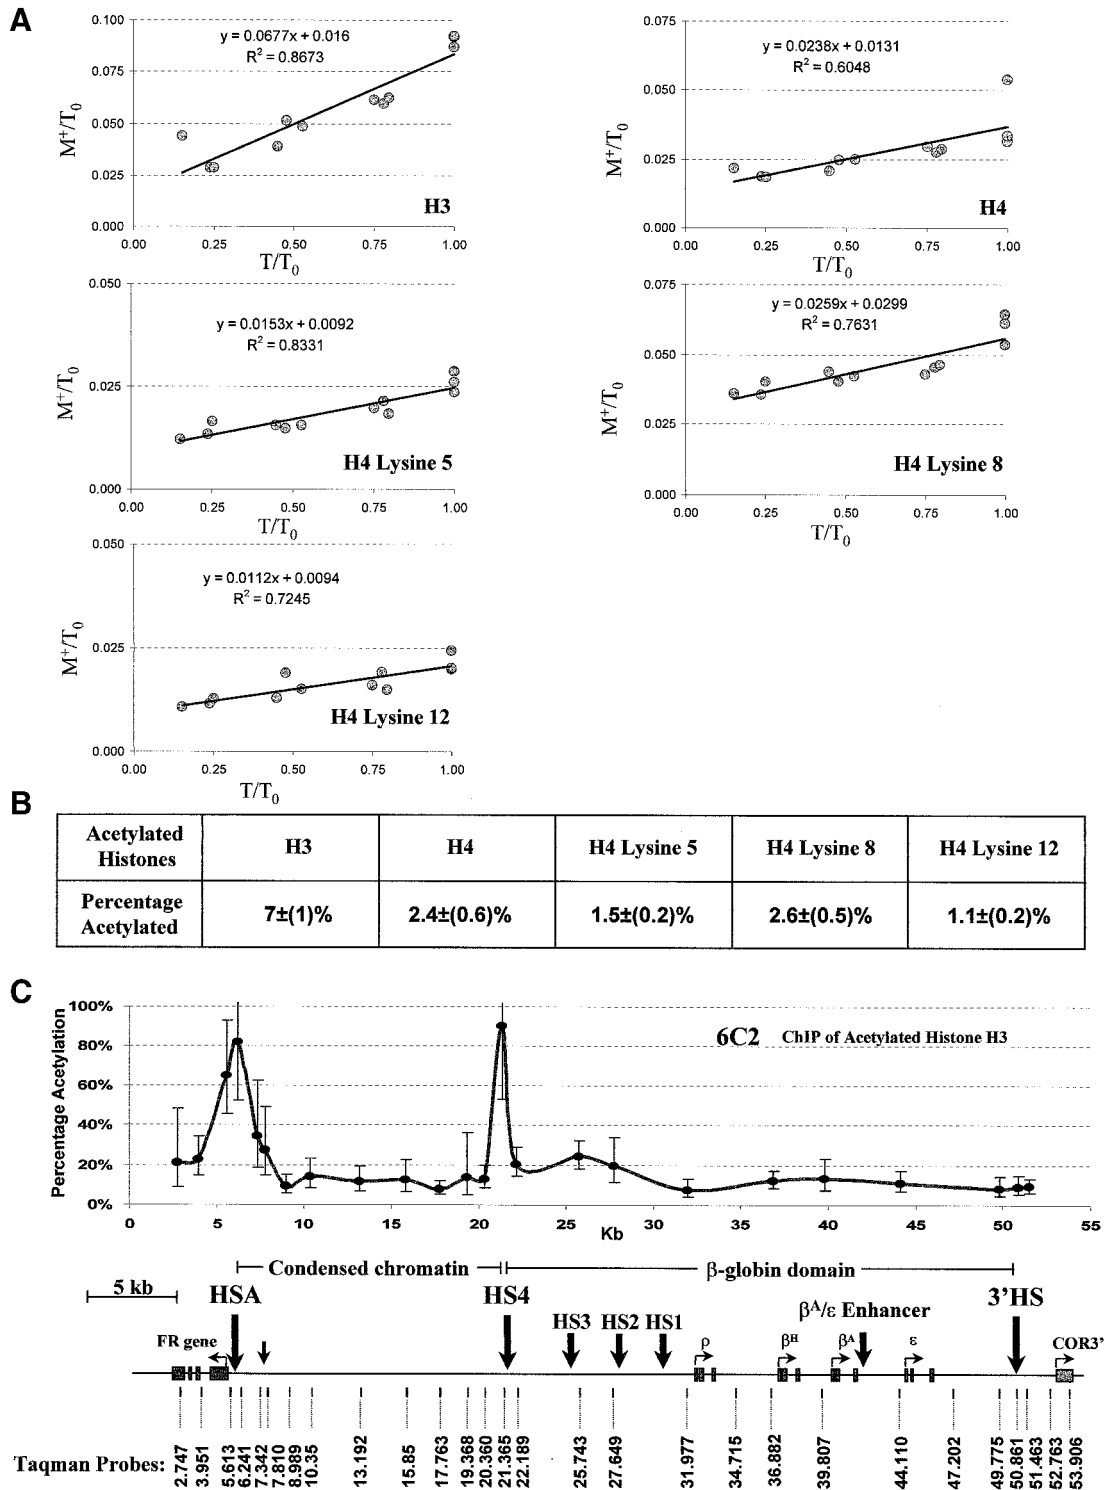 A
0.100
0.075
0.050
0.025
0.000
M+/T0
y = 0.0677x + 0.016
R2 = 0.8673
H3
0.00 0.25 0.50 0.75 1.00
T/T0
0.075
0.050
0.025
0.000
M+/T0
y = 0.0238x + 0.0131
R2 = 0.6048
H4
0.00 0.25 0.50 0.75 1.00
T/T0
0.050
0.025
0.000
M+/T0
y = 0.0153x + 0.0092
R2 = 0.8331
H4 Lysine 5
0.00 0.25 0.50 0.75 1.00
T/T0
0.075
0.050
0.025
0.000
M+/T0
y = 0.0259x + 0.0299
R2 = 0.7631
H4 Lysine 8
0.00 0.25 0.50 0.75 1.00
T/T0
0.050
0.025
0.000
M+/T0
y = 0.0112x + 0.0094
R2 = 0.7245
H4 Lysine 12
0.00 0.25 0.50 0.75 1.00
T/T0
B
Acetylated Histones H3 H4 H4 Lysine 5 H4 Lysine 8 H4 Lysine 12
Percentage Acetylated 7±(1)% 2.4±(0.6)% 1.5±(0.2)% 2.6±(0.5)% 1.1±(0.2)%
C
Percentage Acetylation
100%
80%
60%
40%
20%
0%
6C2 ChIP of Acetylated Histone H3
0 5 10 15 20 25 30 35 40 45 50 55
Kb
5 kb
Condensed chromatin
β-globin domain
HSA HS4 HS3 HS2 HS1 βA/ε Enhancer 3'HS
FR gene ρ βH βA ε COR3'
Taqman Probes: 2.747 3.951 5.613 6.241 7.342 7.810 8.989 10.35 13.192 15.85 17.763 19.368 20.360 21.365 22.189 25.743 27.649 31.977 34.715 36.882 39.807 44.110 47.202 49.775 50.861 51.463 52.763 53.906